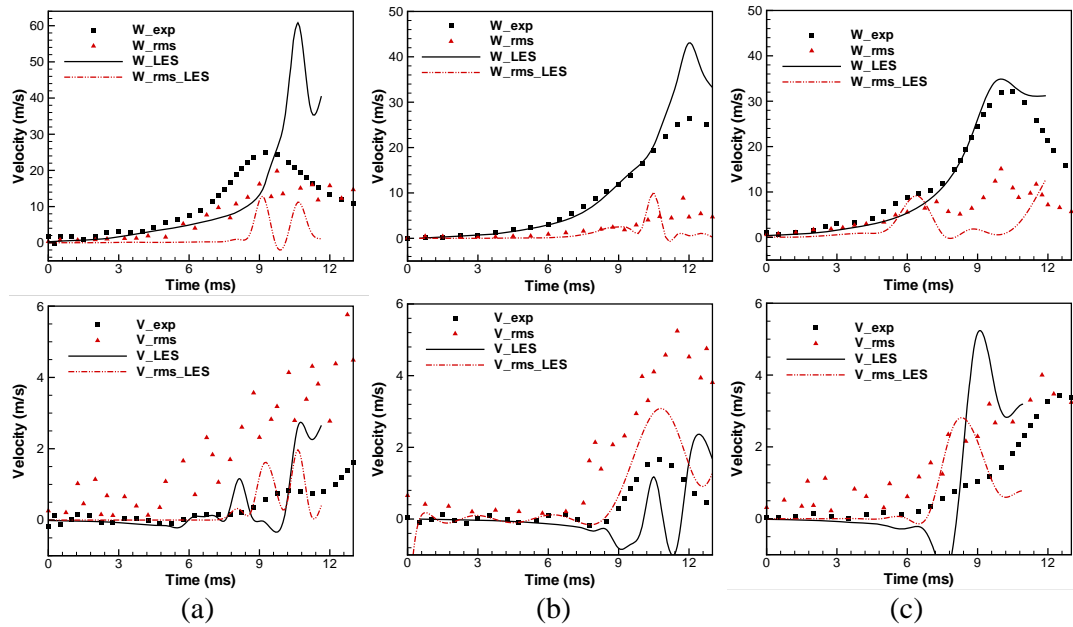 Velocity (m/s)
60
50
40
30
20
10
0
W_exp
W_rms
W_LES
W_rms_LES
0 3 6 9 12
Time (ms)
Velocity (m/s)
50
40
30
20
10
0
W_exp
W_rms
W_LES
W_rms_LES
0 3 6 9 12
Time (ms)
Velocity (m/s)
50
40
30
20
10
0
W_exp
W_rms
W_LES
W_rms_LES
0 3 6 9 12
Time (ms)
Velocity (m/s)
6
4
2
0
V_exp
V_rms
V_LES
V_rms_LES
0 3 6 9 12
Time (ms)
(a)
Velocity (m/s)
6
4
2
0
V_exp
V_rms
V_LES
V_rms_LES
0 3 6 9 12
Time (ms)
(b)
Velocity (m/s)
6
4
2
0
V_exp
V_rms
V_LES
V_rms_LES
0 3 6 9 12
Time (ms)
(c)